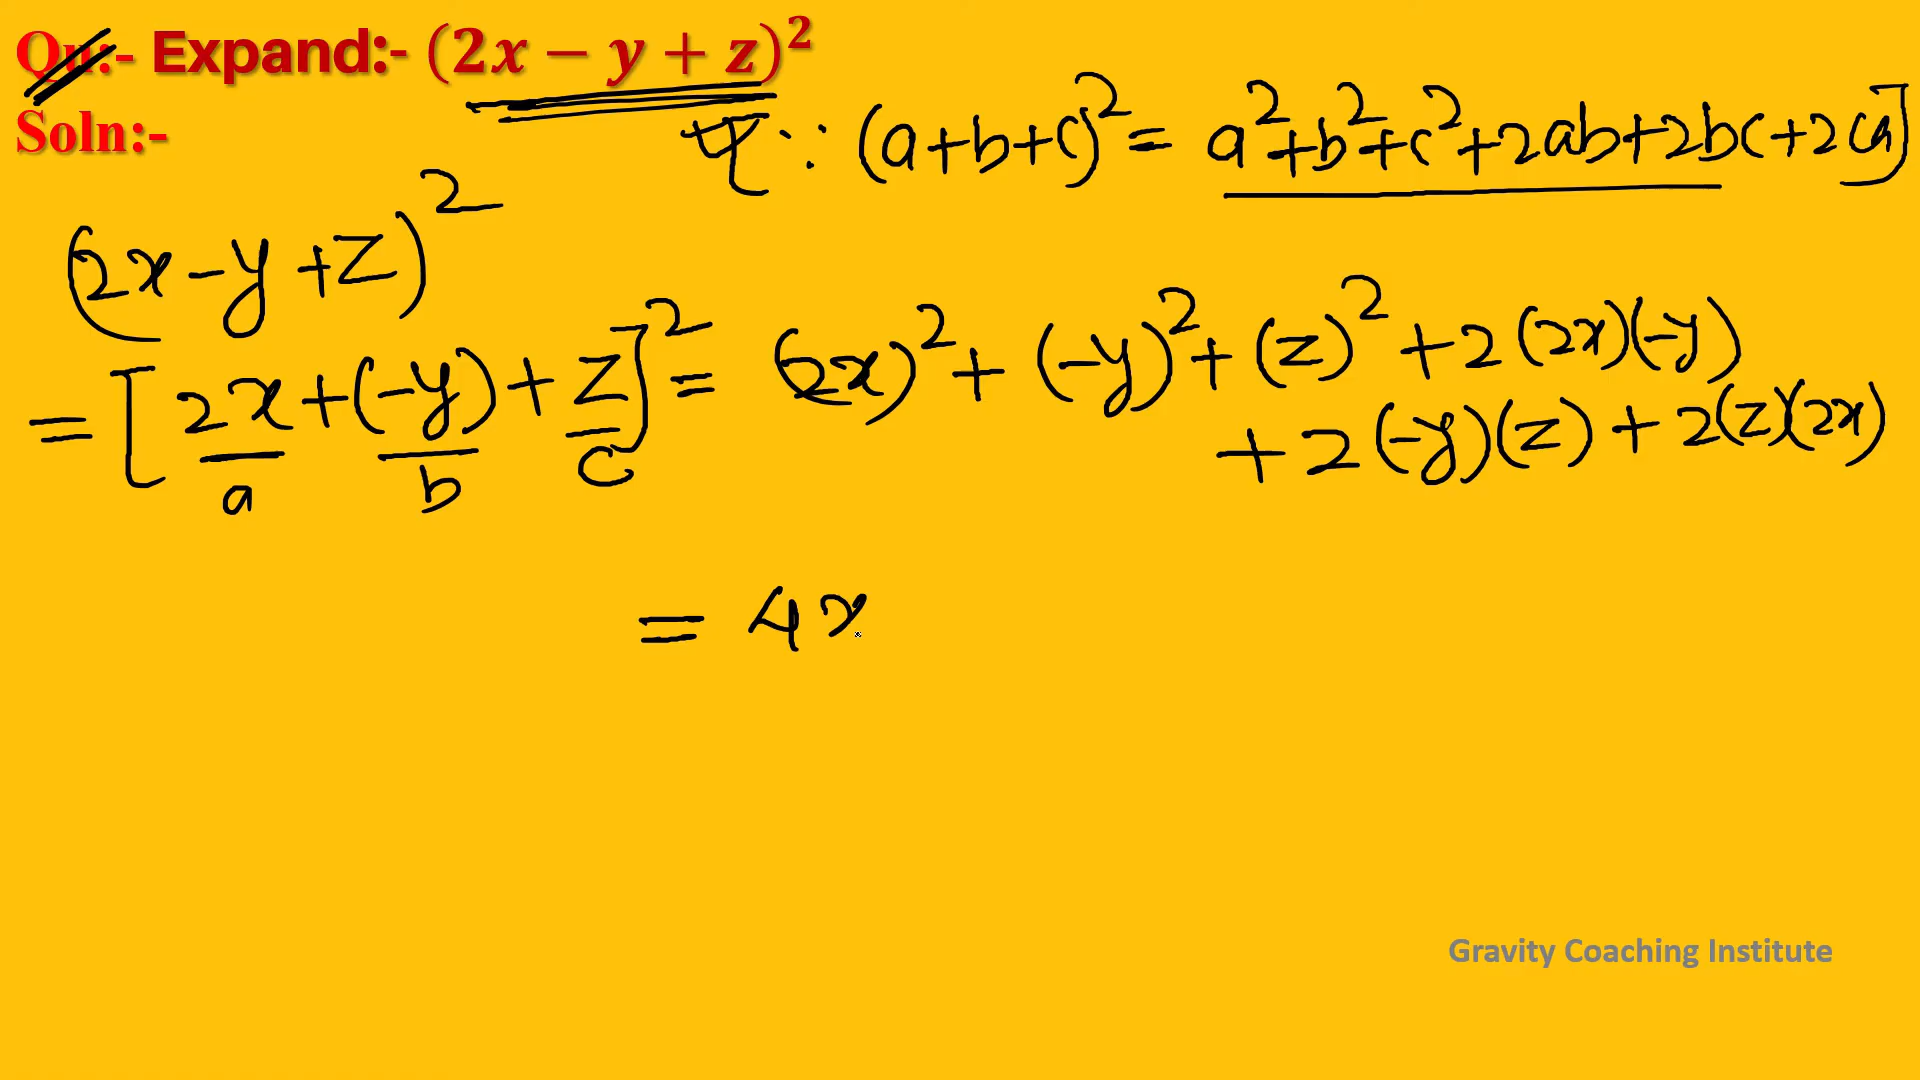 Qu:- Expand:- (2x − y + z)²
Soln:-
[∵ (a+b+c)² = a²+b²+c²+2ab+2bc+2ca]
(2x-y+z)²
= [2x+(-y)+z]² = (2x)² + (-y)² + (z)² + 2(2x)(-y)
+ 2(-y)(z) + 2(z)(2x)
a b c
= 4x
Gravity Coaching Institute